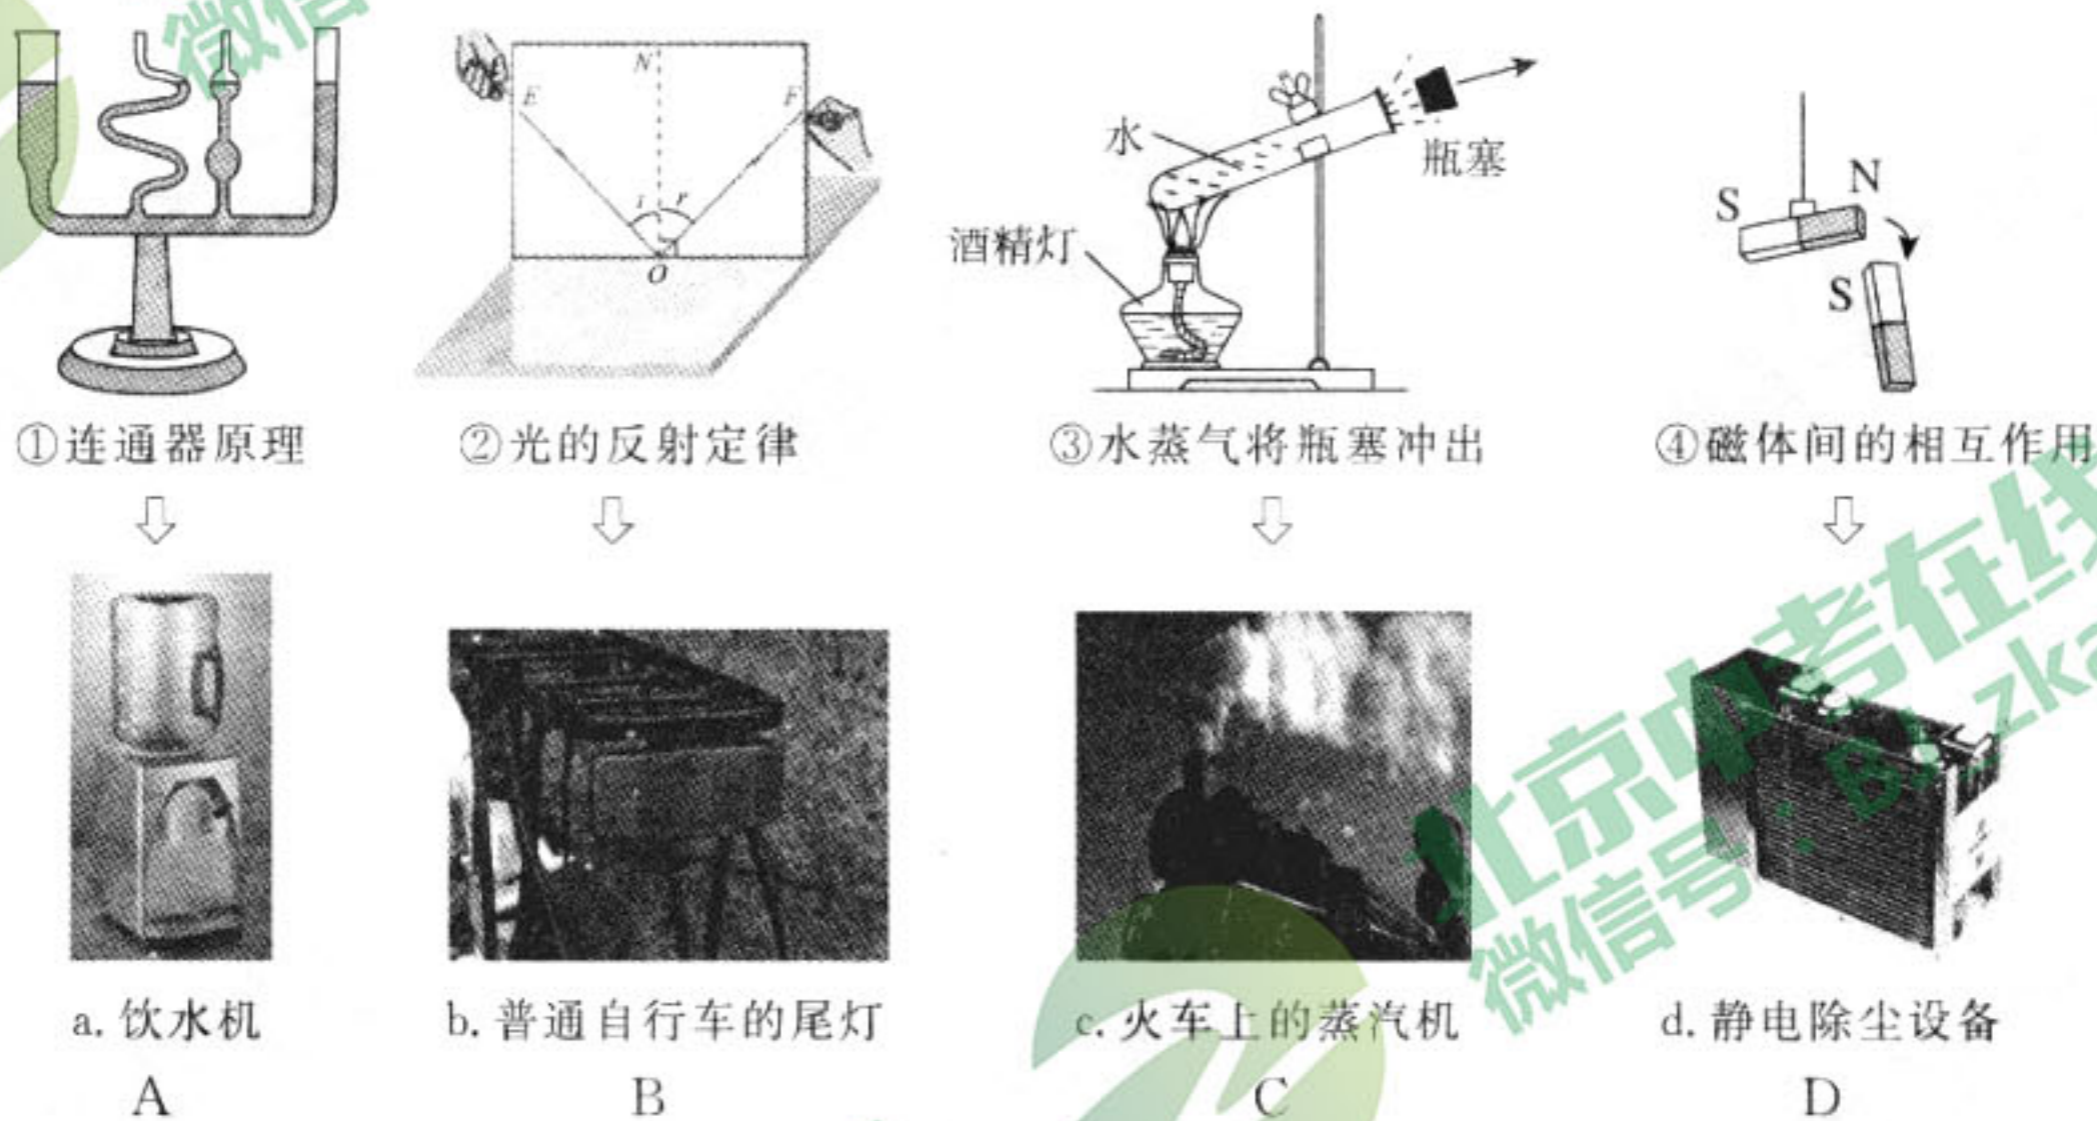 微信
N
E
F
i
r
O
水
瓶塞
酒精灯
S
N
S
①连通器原理
②光的反射定律
③水蒸气将瓶塞冲出
④磁体间的相互作用
北京中考在线
微信号：BJ_zka
a. 饮水机
b. 普通自行车的尾灯
c. 火车上的蒸汽机
d. 静电除尘设备
A
B
C
D